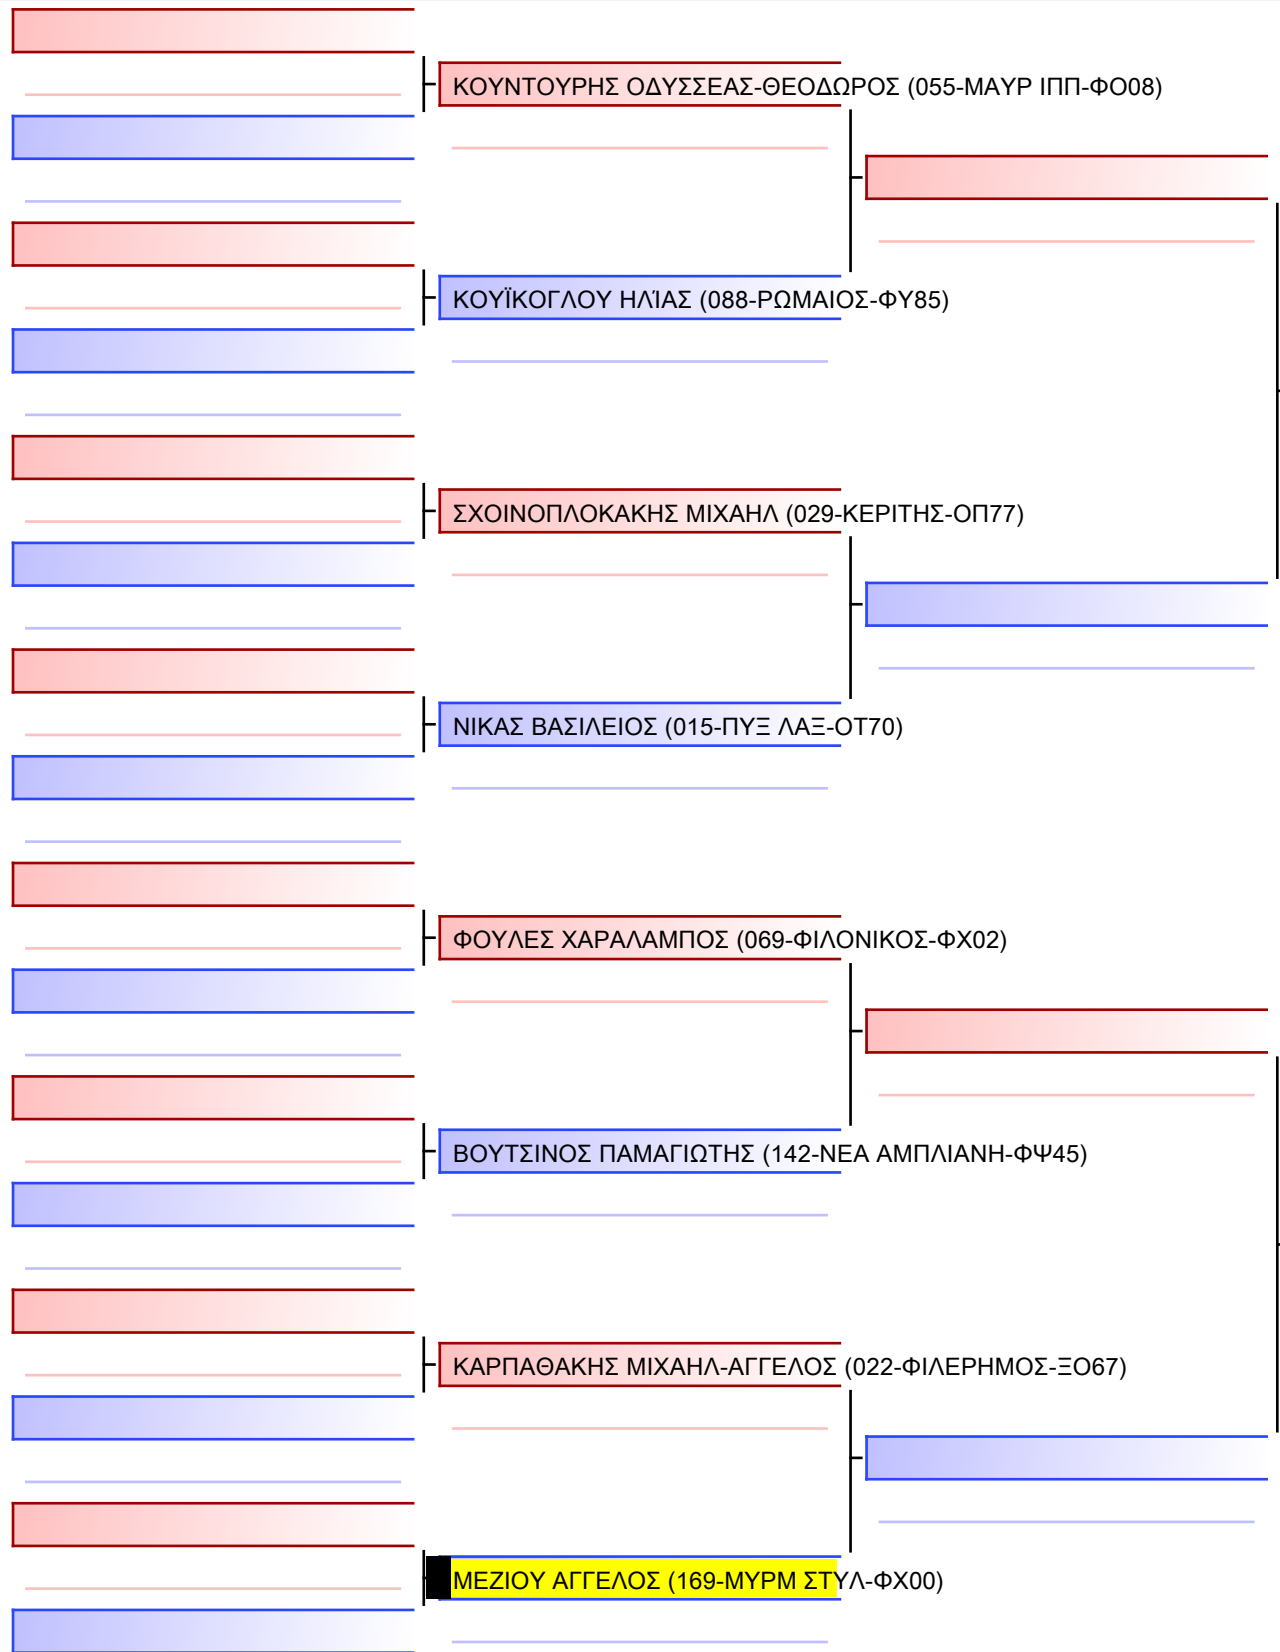 ΚΟΥΝΤΟΥΡΗΣ ΟΔΥΣΣΕΑΣ-ΘΕΟΔΩΡΟΣ (055-ΜΑΥΡ ΙΠΠ-ΦΟ08)
ΚΟΥΪΚΟΓΛΟΥ ΗΛΊΑΣ (088-ΡΩΜΑΙΟΣ-ΦΥ85)
ΣΧΟΙΝΟΠΛΟΚΑΚΗΣ ΜΙΧΑΗΛ (029-ΚΕΡΙΤΗΣ-ΟΠ77)
ΝΙΚΑΣ ΒΑΣΙΛΕΙΟΣ (015-ΠΥΞ ΛΑΞ-ΟΤ70)
ΦΟΥΛΕΣ ΧΑΡΑΛΑΜΠΟΣ (069-ΦΙΛΟΝΙΚΟΣ-ΦΧ02)
ΒΟΥΤΣΙΝΟΣ ΠΑΜΑΓΙΩΤΗΣ (142-ΝΕΑ ΑΜΠΛΙΑΝΗ-ΦΨ45)
ΚΑΡΠΑΘΑΚΗΣ ΜΙΧΑΗΛ-ΑΓΓΕΛΟΣ (022-ΦΙΛΕΡΗΜΟΣ-ΞΟ67)
ΜΕΖΙΟΥ ΑΓΓΕΛΟΣ (169-ΜΥΡΜ ΣΤΥΛ-ΦΧ00)